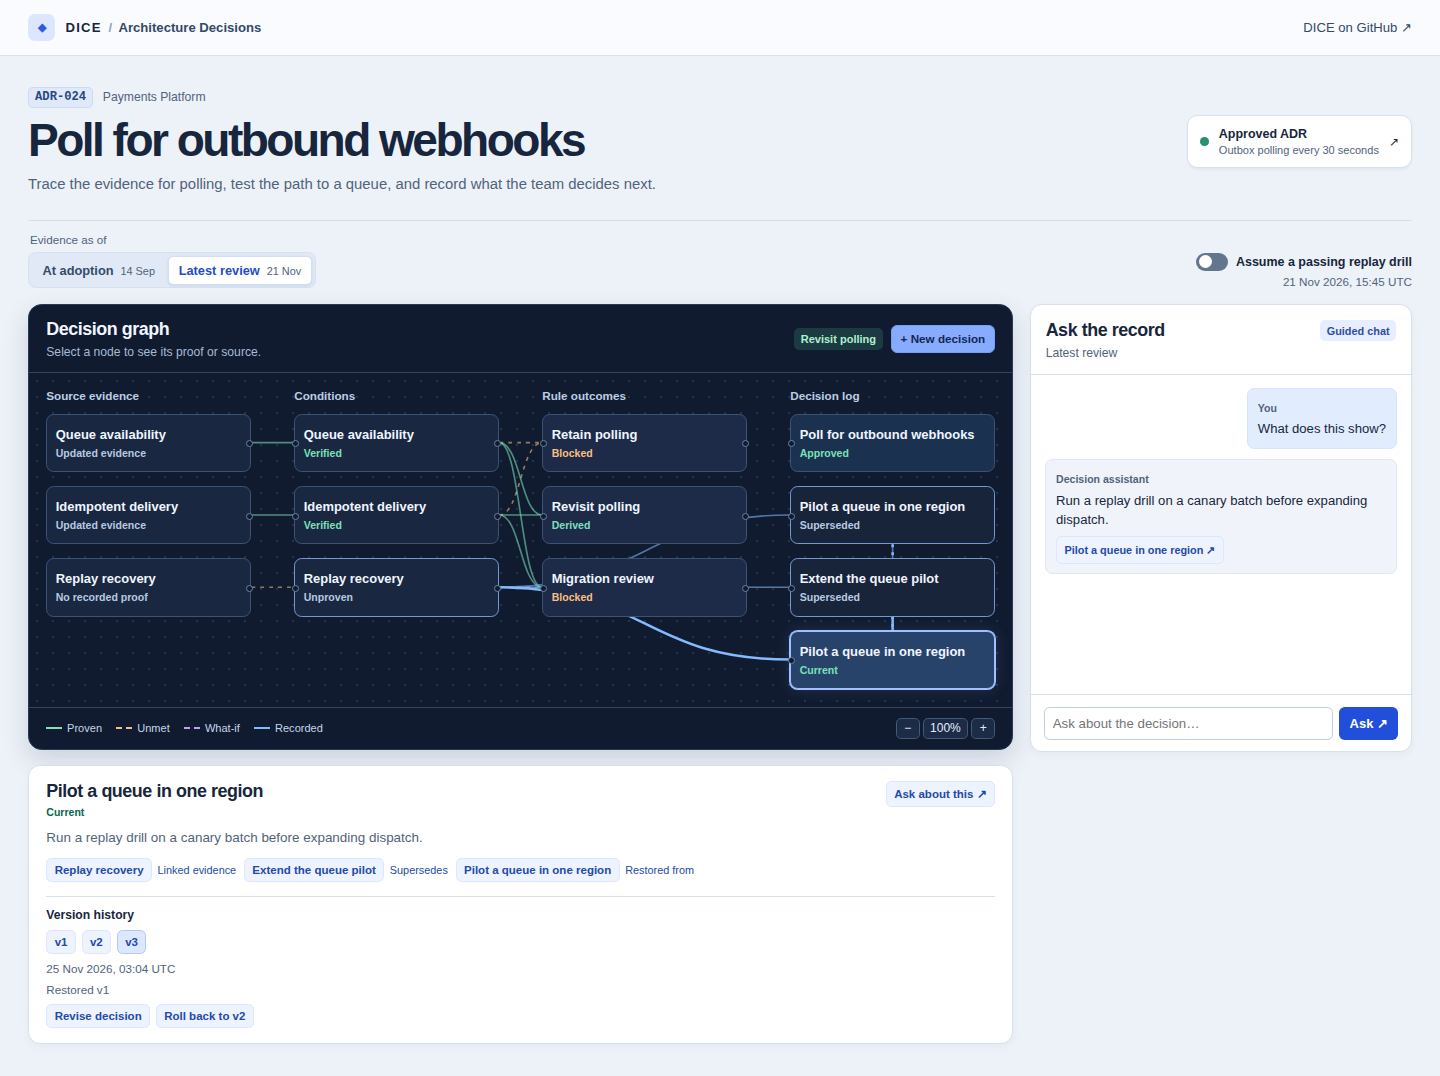 DICE / Architecture Decisions
DICE on GitHub ↗
ADR-024 Payments Platform
Poll for outbound webhooks
Trace the evidence for polling, test the path to a queue, and record what the team decides next.
Approved ADR
Outbox polling every 30 seconds
↗
Evidence as of
At adoption 14 Sep
Latest review 21 Nov
Assume a passing replay drill
21 Nov 2026, 15:45 UTC
Decision graph
Select a node to see its proof or source.
Revisit polling
+ New decision
Source evidence
Queue availability
Updated evidence
Idempotent delivery
Updated evidence
Replay recovery
No recorded proof
Conditions
Queue availability
Verified
Idempotent delivery
Verified
Replay recovery
Unproven
Rule outcomes
Retain polling
Blocked
Revisit polling
Derived
Migration review
Blocked
Decision log
Poll for outbound webhooks
Approved
Pilot a queue in one region
Superseded
Extend the queue pilot
Superseded
Pilot a queue in one region
Current
Proven Unmet What-if Recorded
− 100% +
Ask the record
Latest review
Guided chat
You
What does this show?
Decision assistant
Run a replay drill on a canary batch before expanding
dispatch.
Pilot a queue in one region ↗
Ask about the decision…
Ask ↗
Pilot a queue in one region
Current
Ask about this ↗
Run a replay drill on a canary batch before expanding dispatch.
Replay recovery Linked evidence Extend the queue pilot Supersedes Pilot a queue in one region Restored from
Version history
v1 v2 v3
25 Nov 2026, 03:04 UTC
Restored v1
Revise decision Roll back to v2